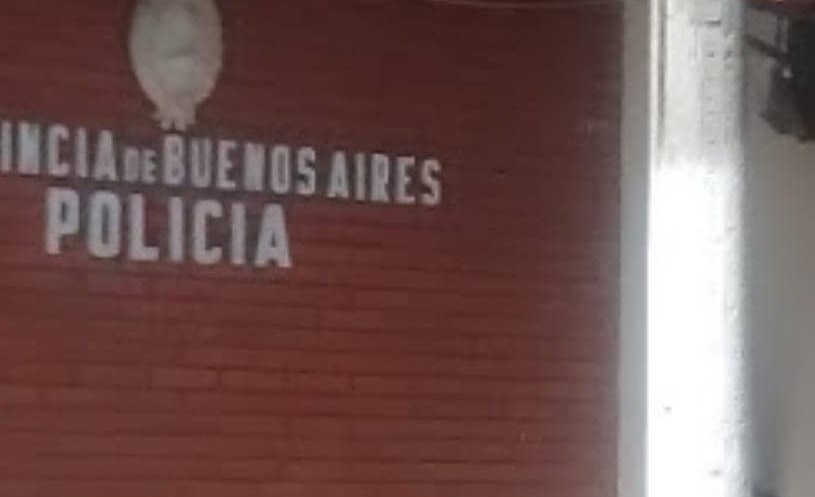 INCIA DE BUENOS AIRES
POLICIA